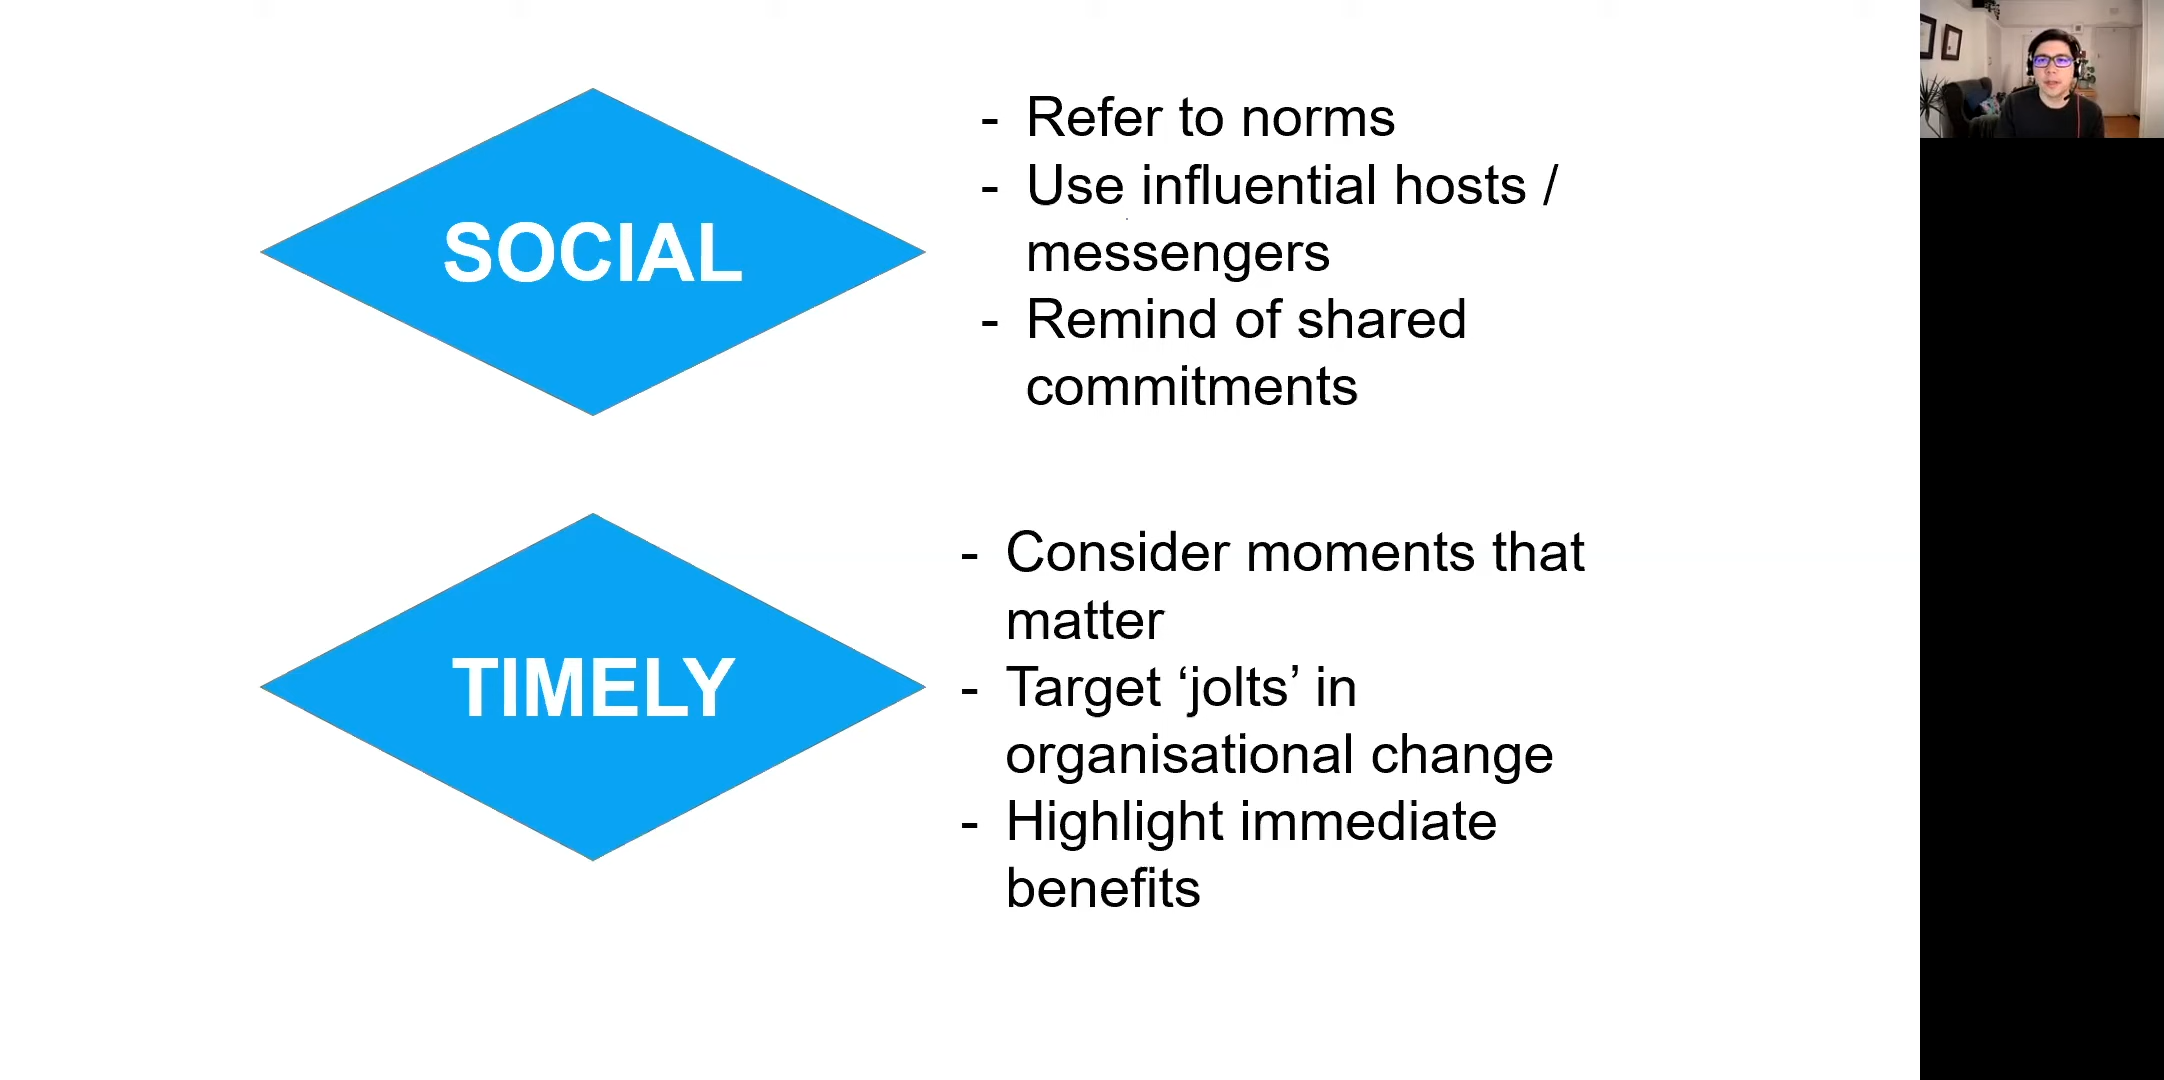 SOCIAL
- Refer to norms
- Use influential hosts /
messengers
- Remind of shared
commitments
TIMELY
- Consider moments that
matter
- Target ‘jolts’ in
organisational change
- Highlight immediate
benefits